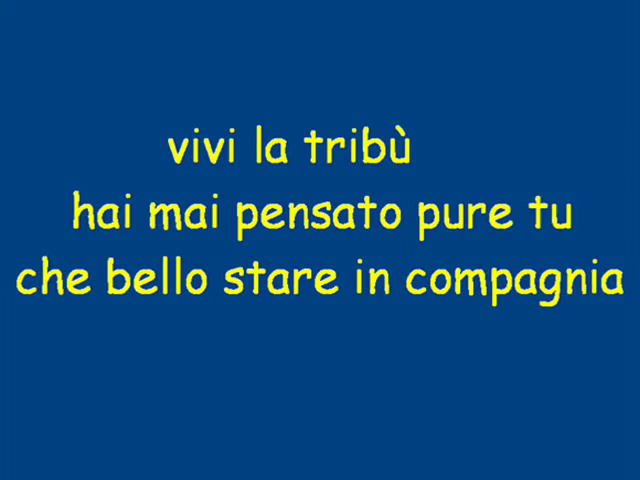 vivi la tribù
hai mai pensato pure tu
che bello stare in compagnia